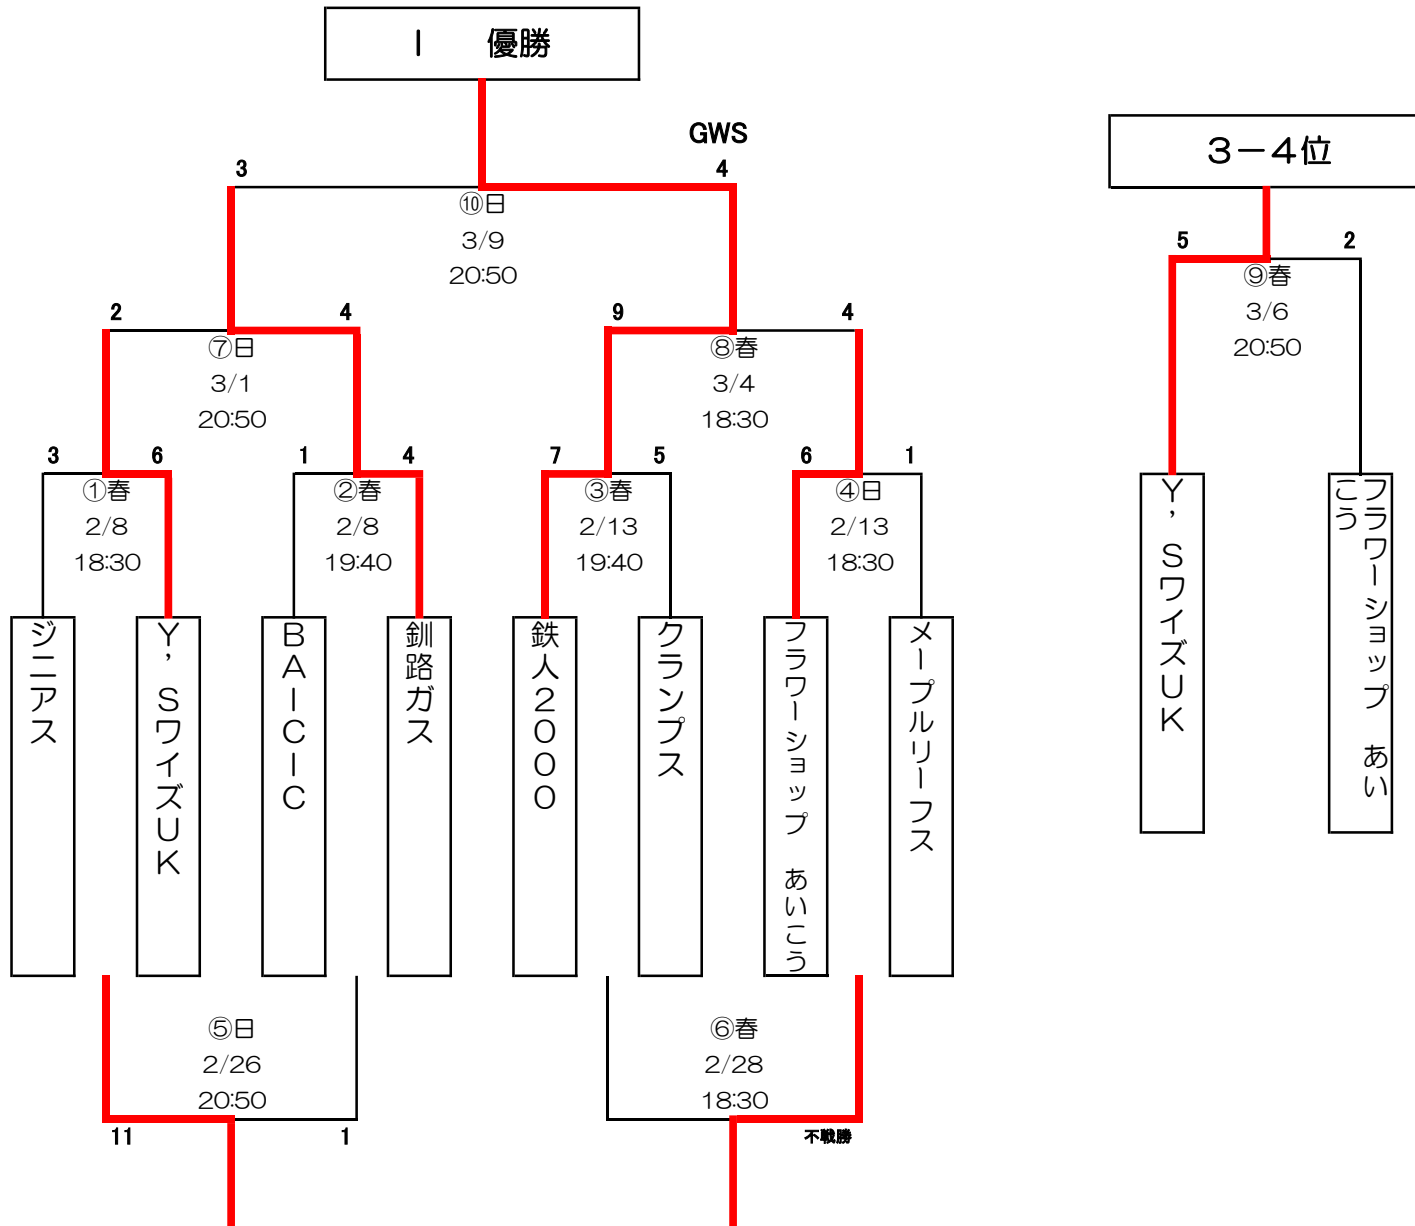 Ⅰ　優勝
GWS
3
4
⑩日
3/9
20:50
2
4
9
4
⑦日
3/1
20:50
⑧春
3/4
18:30
3
6
1
4
7
5
6
1
①春
2/8
18:30
②春
2/8
19:40
③春
2/13
19:40
④日
2/13
18:30
ジニアス
Y’SワイズUK
BAICIC
釧路ガス
鉄人2000
クランプス
フラワーショップ　あいこう
メープルリーフス
⑤日
2/26
20:50
⑥春
2/28
18:30
11
1
不戦勝
3－4位
5
2
⑨春
3/6
20:50
Y’SワイズUK
フラワーショップ　あい
こう